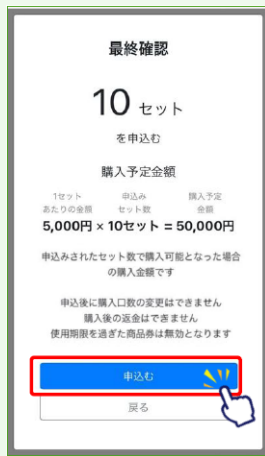 最終確認
10 セット
を申込む
購入予定金額
1セット 申込み 購入予定
あたりの金額 セット数 金額
5,000円 × 10セット = 50,000円
申込みされたセット数で購入可能となった場合
の購入金額です
申込後に購入口数の変更はできません
購入後の返金はできません
使用期限を過ぎた商品券は無効となります
申込む
戻る